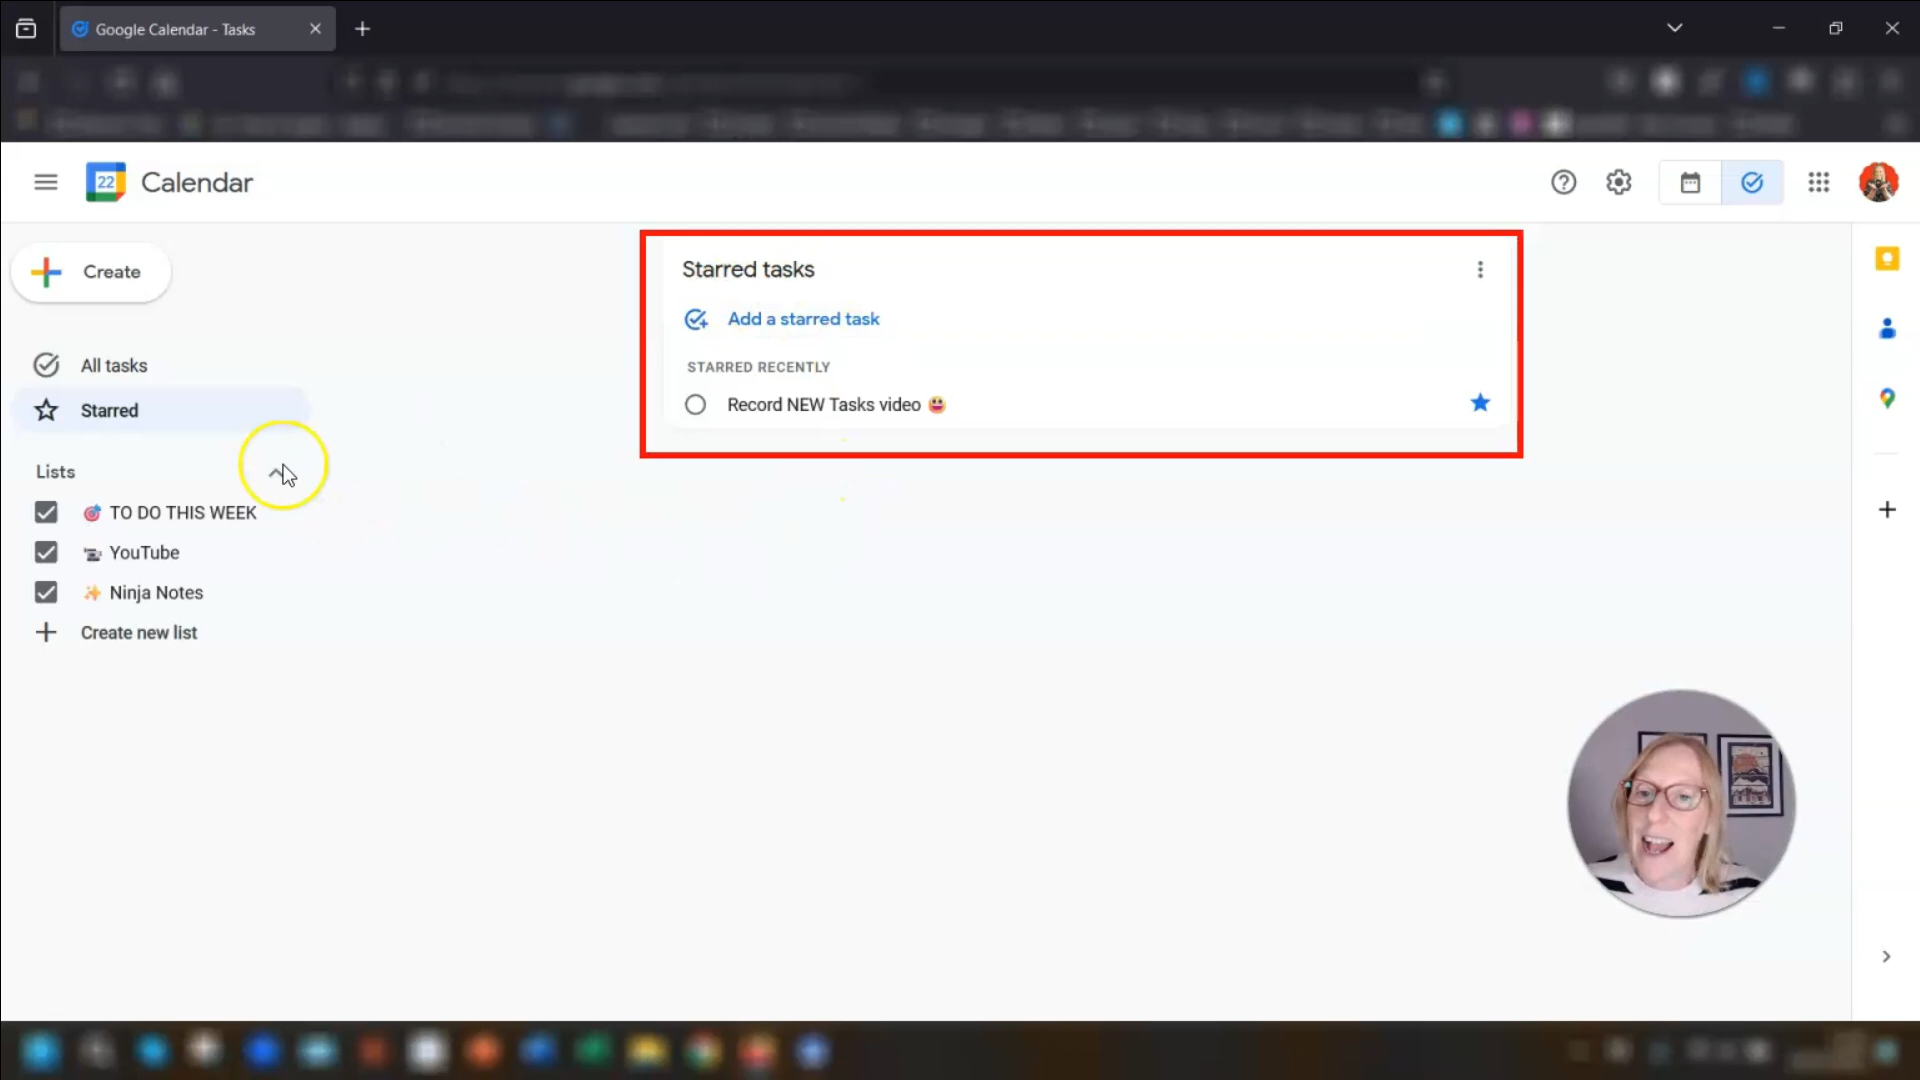 Google Calendar - Tasks
22
Calendar
Create
All tasks
Starred
Lists
🎯 TO DO THIS WEEK
📹 YouTube
✨ Ninja Notes
Create new list
Starred tasks
Add a starred task
STARRED RECENTLY
Record NEW Tasks video 😃